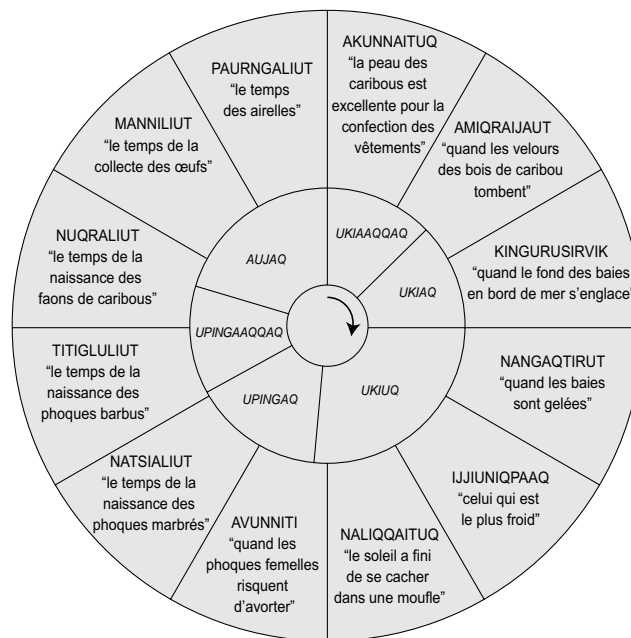 AKUNNAITUQ
“la peau des
caribous est
excellente pour la
confection des
vêtements”
AMIQRAIJAUT
“quand les velours
des bois de caribou
tombent”
KINGURUSIRVIK
“quand le fond des baies
en bord de mer s’englace”
NANGAQTIRUT
“quand les baies
sont gelées”
IJJIUNIQPAAQ
“celui qui est
le plus froid”
NALIQQAITUQ
“le soleil a fini
de se cacher
dans une moufle”
AVUNNITI
“quand les
phoques femelles
risquent
d’avorter”
NATSIALIUT
“le temps de la
naissance des
phoques marbrés”
TITIGLULIUT
“le temps de la
naissance des
phoques barbus”
NUQRALIUT
“le temps de la
naissance des
faons de caribous”
MANNILIUT
“le temps de la
collecte des œufs”
PAURNGALIUT
“le temps
des airelles”
UKIAAQQAQ
UKIAQ
UKIUQ
UPINGAQ
UPINGAAQQAQ
AUJAQ